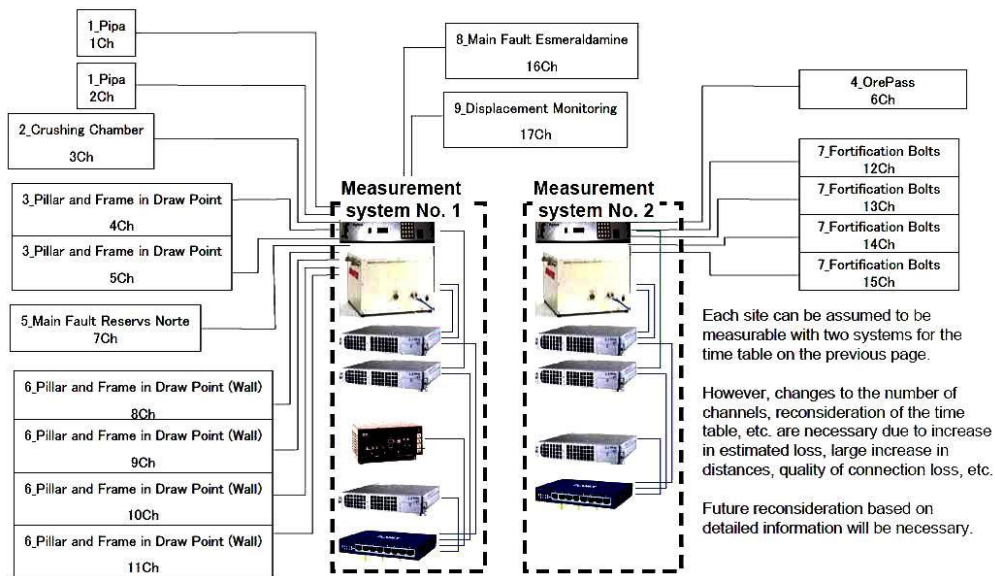 1_Pipa
1Ch
1_Pipa
2Ch
2_Crushing Chamber
3Ch
3_Pillar and Frame in Draw Point
4Ch
3_Pillar and Frame in Draw Point
5Ch
5_Main Fault Reservs Norte
7Ch
6_Pillar and Frame in Draw Point (Wall)
8Ch
6_Pillar and Frame in Draw Point (Wall)
9Ch
6_Pillar and Frame in Draw Point (Wall)
10Ch
6_Pillar and Frame in Draw Point (Wall)
11Ch
8_Main Fault Esmeraldamine
16Ch
9_Displacement Monitoring
17Ch
Measurement
system No. 1
Measurement
system No. 2
4_OrePass
6Ch
7_Fortification Bolts
12Ch
7_Fortification Bolts
13Ch
7_Fortification Bolts
14Ch
7_Fortification Bolts
15Ch
Each site can be assumed to be
measurable with two systems for the
time table on the previous page.
However, changes to the number of
channels, reconsideration of the time
table, etc. are necessary due to increase
in estimated loss, large increase in
distances, quality of connection loss, etc.
Future reconsideration based on
detailed information will be necessary.